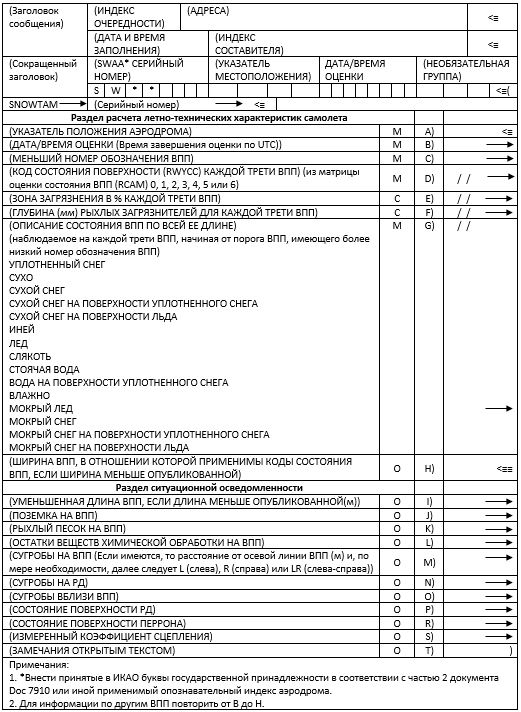 (Заголовок сообщения) (ИНДЕКС ОЧЕРЕДНОСТИ) (АДРЕСА) <≡
(ДАТА И ВРЕМЯ ЗАПОЛНЕНИЯ) (ИНДЕКС СОСТАВИТЕЛЯ) <≡
(Сокращенный заголовок) (SWAA* СЕРИЙНЫЙ НОМЕР) (УКАЗАТЕЛЬ МЕСТОПОЛОЖЕНИЯ) ДАТА/ВРЕМЯ ОЦЕНКИ (НЕОБЯЗАТЕЛЬНАЯ ГРУППА)
S W * * <≡(
SNOWTAM → (Серийный номер) → <≡
Раздел расчета летно-технических характеристик самолета
(УКАЗАТЕЛЬ ПОЛОЖЕНИЯ АЭРОДРОМА) M A) <≡
(ДАТА/ВРЕМЯ ОЦЕНКИ (Время завершения оценки по UTC)) M B) →
(МЕНЬШИЙ НОМЕР ОБОЗНАЧЕНИЯ ВПП) M C) →
(КОД СОСТОЯНИЯ ПОВЕРХНОСТИ (RWYCC) КАЖДОЙ ТРЕТИ ВПП) (из матрицы
оценки состояния ВПП (RCAM) 0, 1, 2, 3, 4, 5 или 6) M D) / / →
(ЗОНА ЗАГРЯЗНЕНИЯ В % КАЖДОЙ ТРЕТИ ВПП) C E) / / →
(ГЛУБИНА (мм) РЫХЛЫХ ЗАГРЯЗНИТЕЛЕЙ ДЛЯ КАЖДОЙ ТРЕТИ ВПП) C F) / / →
(ОПИСАНИЕ СОСТОЯНИЯ ВПП ПО ВСЕЙ ЕЕ ДЛИНЕ) M G) / /
(наблюдаемое на каждой трети ВПП, начиная от порога ВПП, имеющего более
низкий номер обозначения ВПП)
УПЛОТНЕННЫЙ СНЕГ
СУХО
СУХОЙ СНЕГ
СУХОЙ СНЕГ НА ПОВЕРХНОСТИ УПЛОТНЕННОГО СНЕГА
СУХОЙ СНЕГ НА ПОВЕРХНОСТИ ЛЬДА
ИНЕЙ
ЛЕД
СЛЯКОТЬ
СТОЯЧАЯ ВОДА
ВОДА НА ПОВЕРХНОСТИ УПЛОТНЕННОГО СНЕГА
ВЛАЖНО
МОКРЫЙ ЛЕД →
МОКРЫЙ СНЕГ
МОКРЫЙ СНЕГ НА ПОВЕРХНОСТИ УПЛОТНЕННОГО СНЕГА
МОКРЫЙ СНЕГ НА ПОВЕРХНОСТИ ЛЬДА
(ШИРИНА ВПП, В ОТНОШЕНИИ КОТОРОЙ ПРИМЕНИМЫ КОДЫ СОСТОЯНИЯ
ВПП, ЕСЛИ ШИРИНА МЕНЬШЕ ОПУБЛИКОВАННОЙ) O H) <≡≡
Раздел ситуационной осведомленности
(УМЕНЬШЕННАЯ ДЛИНА ВПП, ЕСЛИ ДЛИНА МЕНЬШЕ ОПУБЛИКОВАННОЙ(м)) O I) →
(ПОЗЕМКА НА ВПП) O J) →
(РЫХЛЫЙ ПЕСОК НА ВПП) O K) →
(ОСТАТКИ ВЕЩЕСТВ ХИМИЧЕСКОЙ ОБРАБОТКИ НА ВПП) O L) →
(СУГРОБЫ НА ВПП (Если имеются, то расстояние от осевой линии ВПП (м) и, по
мере необходимости, далее следует L (слева), R (справа) или LR (слева-справа)) O M) →
(СУГРОБЫ НА РД) O N) →
(СУГРОБЫ ВБЛИЗИ ВПП) O O) →
(СОСТОЯНИЕ ПОВЕРХНОСТИ РД) O P) →
(СОСТОЯНИЕ ПОВЕРХНОСТИ ПЕРРОНА) O R) →
(ИЗМЕРЕННЫЙ КОЭФФИЦИЕНТ СЦЕПЛЕНИЯ) O S) →
(ЗАМЕЧАНИЯ ОТКРЫТЫМ ТЕКСТОМ) O T) )
Примечания:
1. *Внести принятые в ИКАО буквы государственной принадлежности в соответствии с частью 2 документа
Doc 7910 или иной применимый опознавательный индекс аэродрома.
2. Для информации по другим ВПП повторить от B до H.